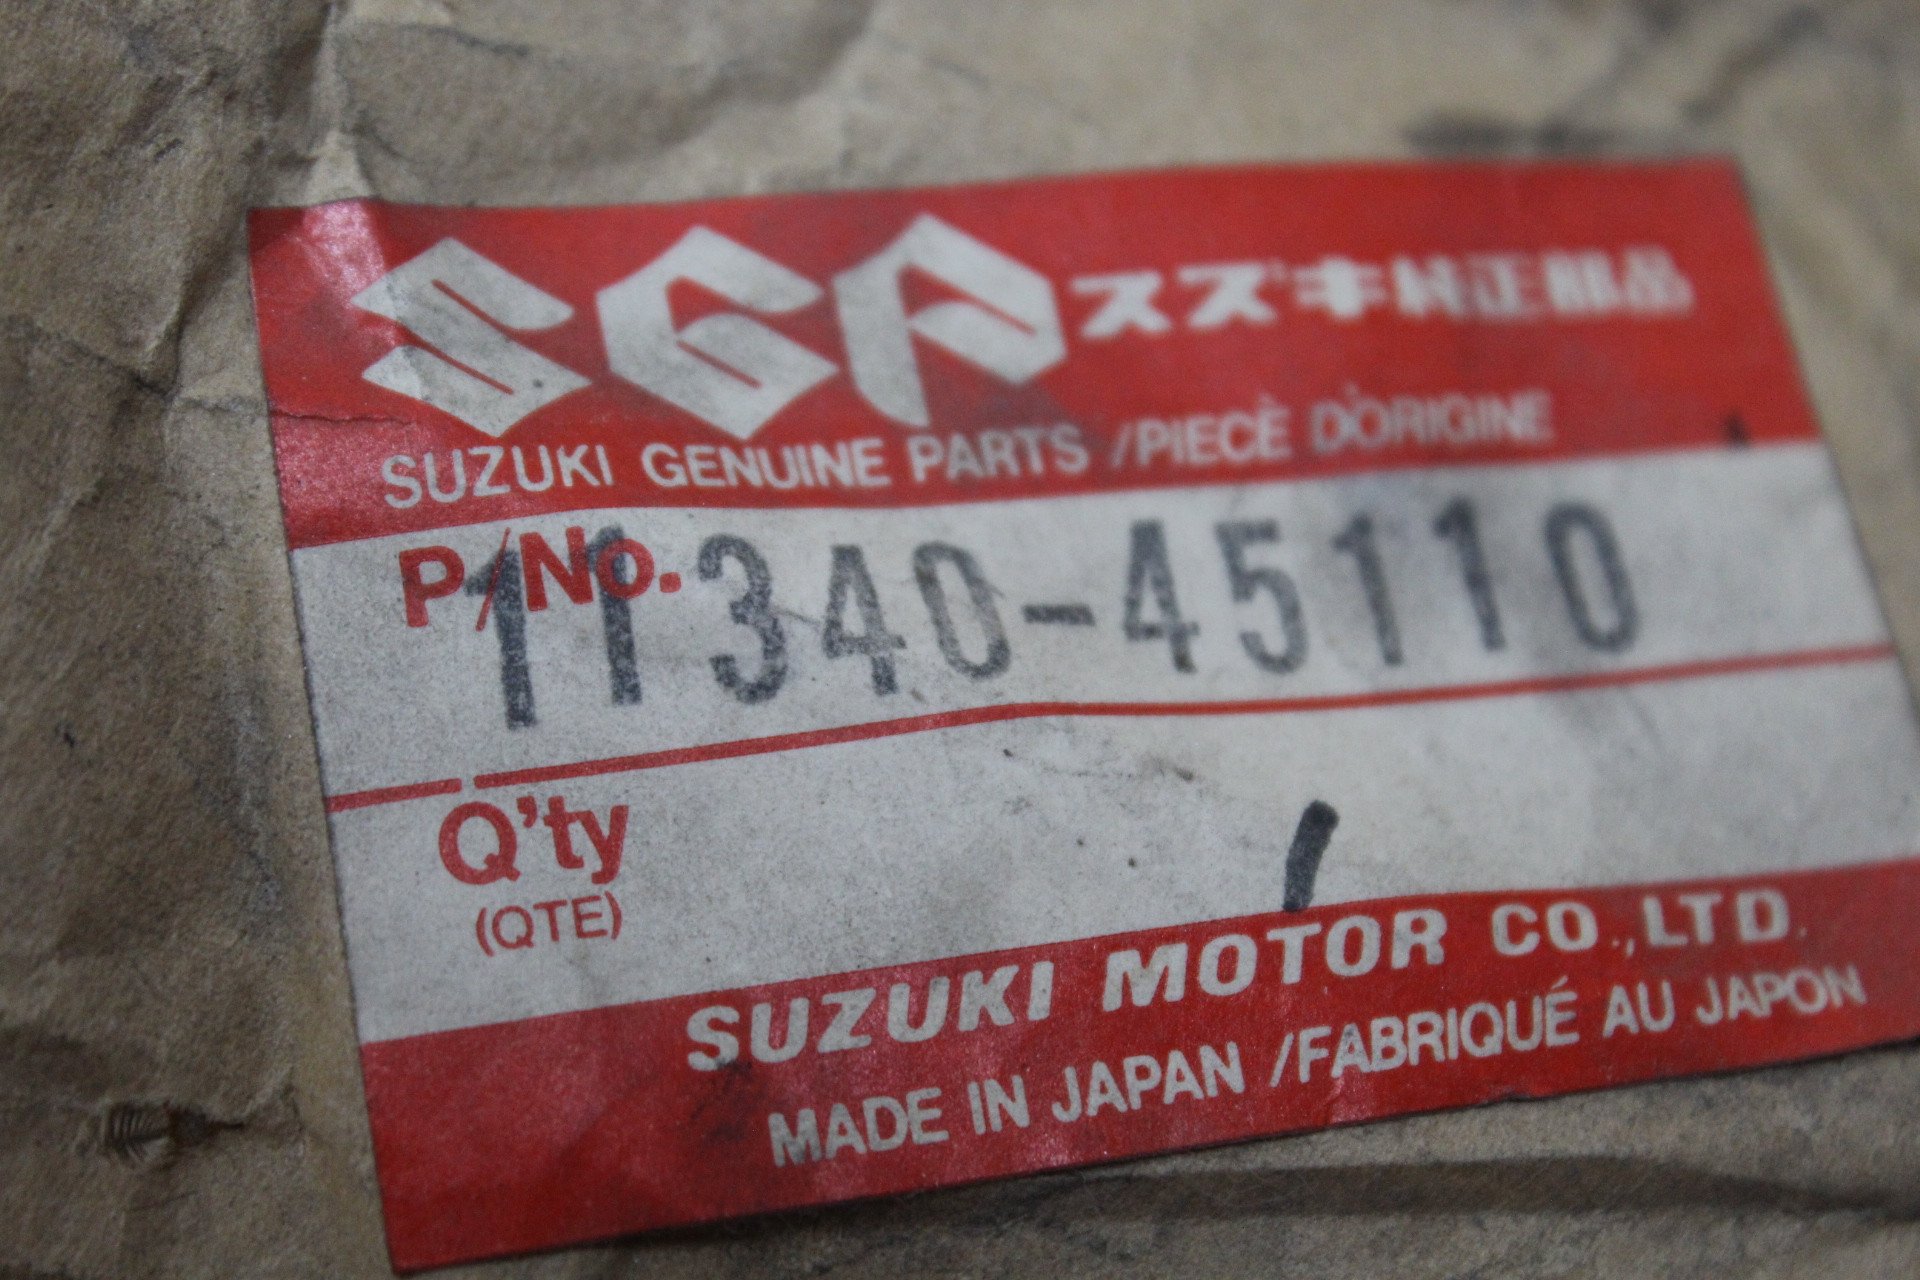 SGP スズキ純正部品
SUZUKI GENUINE PARTS /PIECÈ D'ORIGINE
P/No. 11340-45110
Q'ty 1
(QTE)
SUZUKI MOTOR CO.,LTD.
MADE IN JAPAN /FABRIQUÉ AU JAPON